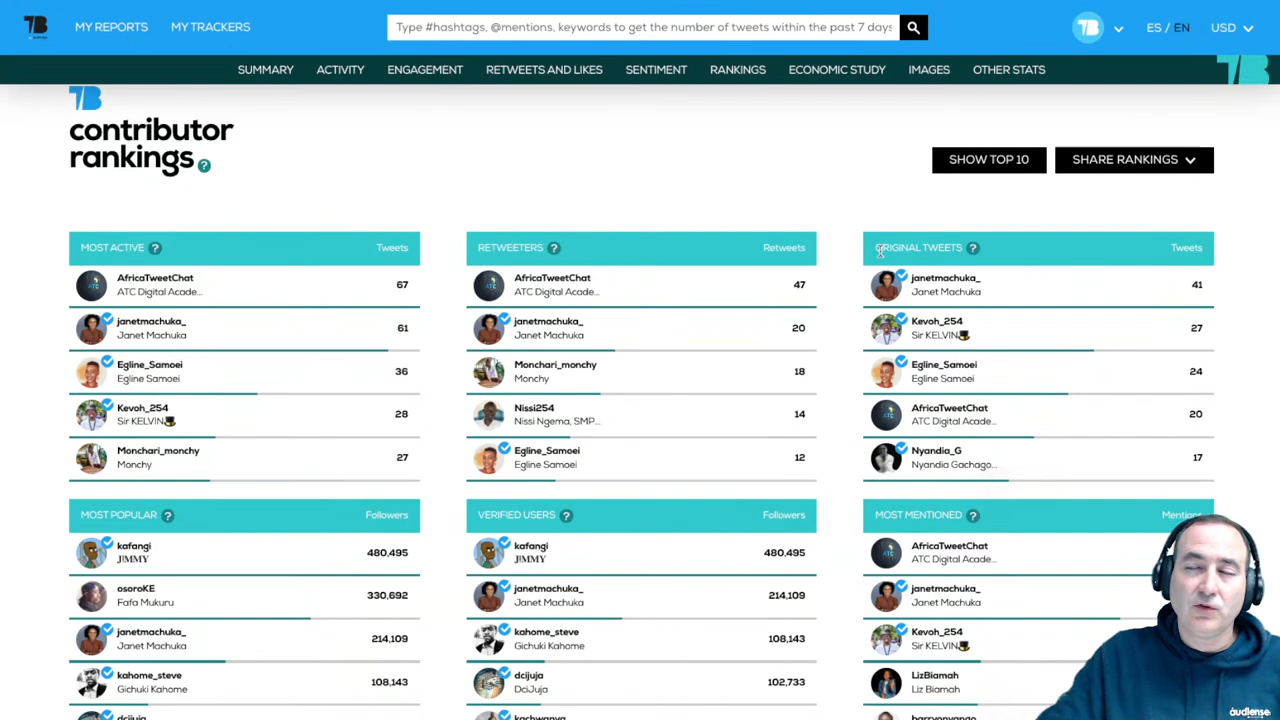 MY REPORTS MY TRACKERS Type #hashtags, @mentions, keywords to get the number of tweets within the past 7 days ES / EN USD
SUMMARY ACTIVITY ENGAGEMENT RETWEETS AND LIKES SENTIMENT RANKINGS ECONOMIC STUDY IMAGES OTHER STATS
contributor
rankings ?
SHOW TOP 10 SHARE RANKINGS
MOST ACTIVE ? Tweets
AfricaTweetChat
ATC Digital Acade... 67
janetmachuka_
Janet Machuka 61
Egline_Samoei
Egline Samoei 36
Kevoh_254
Sir KELVIN🎩 28
Monchari_monchy
Monchy 27
RETWEETERS ? Retweets
AfricaTweetChat
ATC Digital Acade... 47
janetmachuka_
Janet Machuka 20
Monchari_monchy
Monchy 18
Nissi254
Nissi Ngema, SMP... 14
Egline_Samoei
Egline Samoei 12
ORIGINAL TWEETS ? Tweets
janetmachuka_
Janet Machuka 41
Kevoh_254
Sir KELVIN🎩 27
Egline_Samoei
Egline Samoei 24
AfricaTweetChat
ATC Digital Acade... 20
Nyandia_G
Nyandia Gachago... 17
MOST POPULAR ? Followers
kafangi
J!MMY 480,495
osoroKE
Fafa Mukuru 330,692
janetmachuka_
Janet Machuka 214,109
kahome_steve
Gichuki Kahome 108,143
dcijuja
VERIFIED USERS ? Followers
kafangi
J!MMY 480,495
janetmachuka_
Janet Machuka 214,109
kahome_steve
Gichuki Kahome 108,143
dcijuja
DciJuja 102,733
kachwanya
MOST MENTIONED ? Mentions
AfricaTweetChat
ATC Digital Acade...
janetmachuka_
Janet Machuka
Kevoh_254
Sir KELVIN🎩
LizBiamah
Liz Biamah
barryonyango
audiense